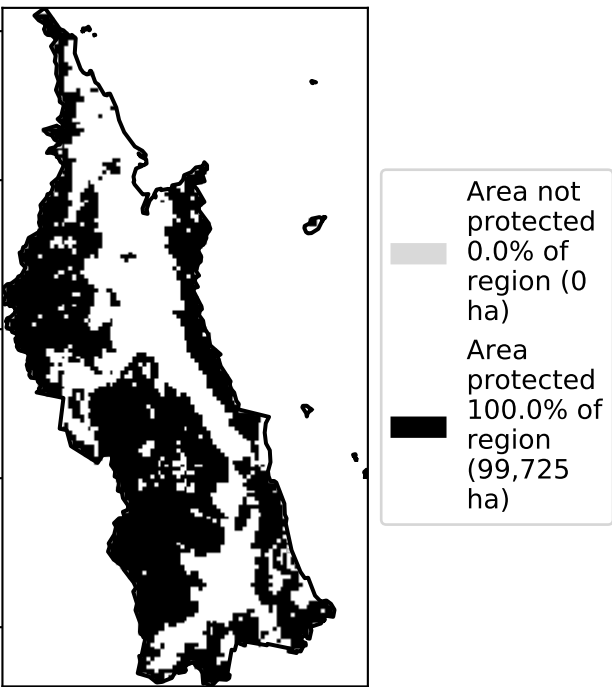 Area not
protected
0.0% of
region (0
ha)
Area
protected
100.0% of
region
(99,725
ha)